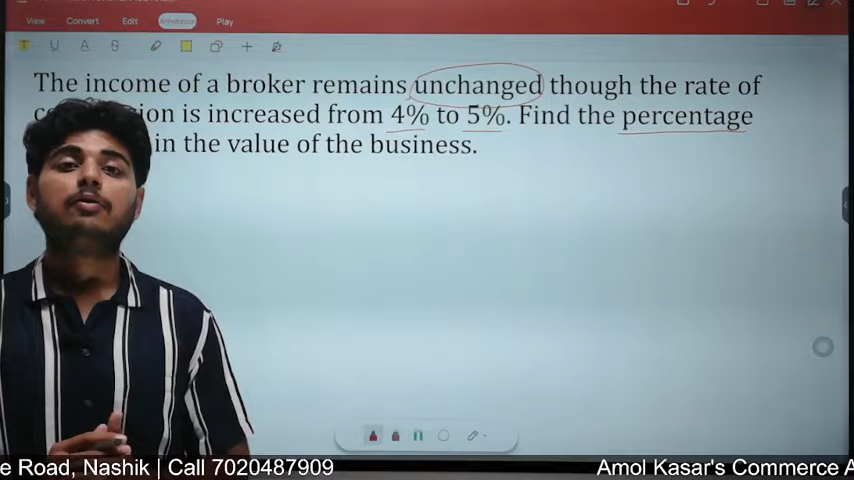 View Convert Edit Annotation Play
T U A S
The income of a broker remains unchanged though the rate of
ion is increased from 4% to 5%. Find the percentage
in the value of the business.
e Road, Nashik | Call 7020487909
Amol Kasar's Commerce A